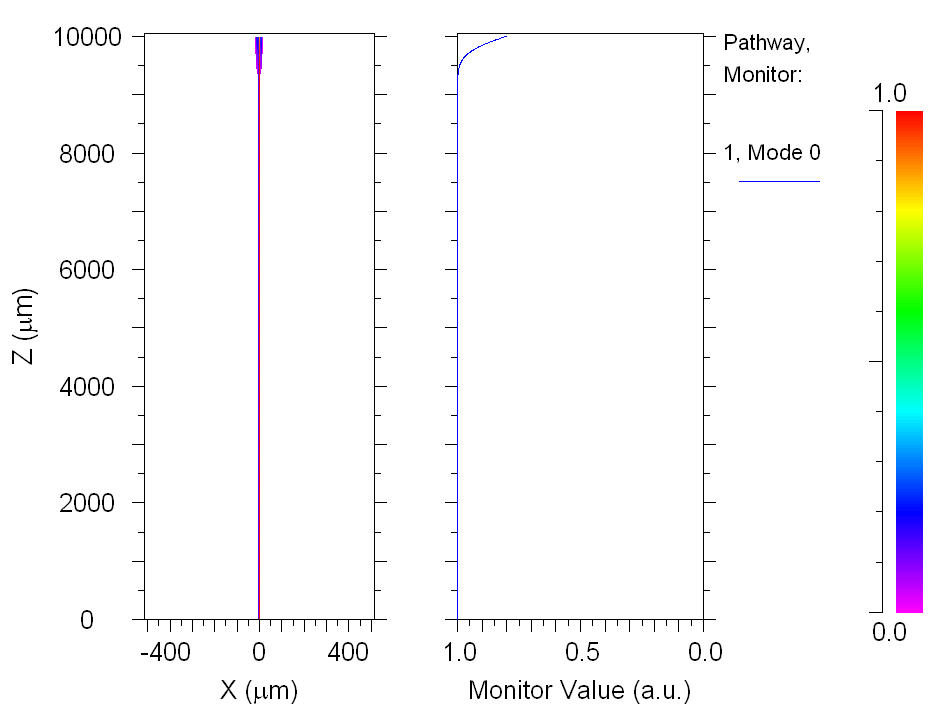 10000
8000
6000
4000
2000
0
Z (μm)
-400 0 400
X (μm)
1.0 0.5 0.0
Monitor Value (a.u.)
Pathway,
Monitor:
1, Mode 0
1.0
0.0